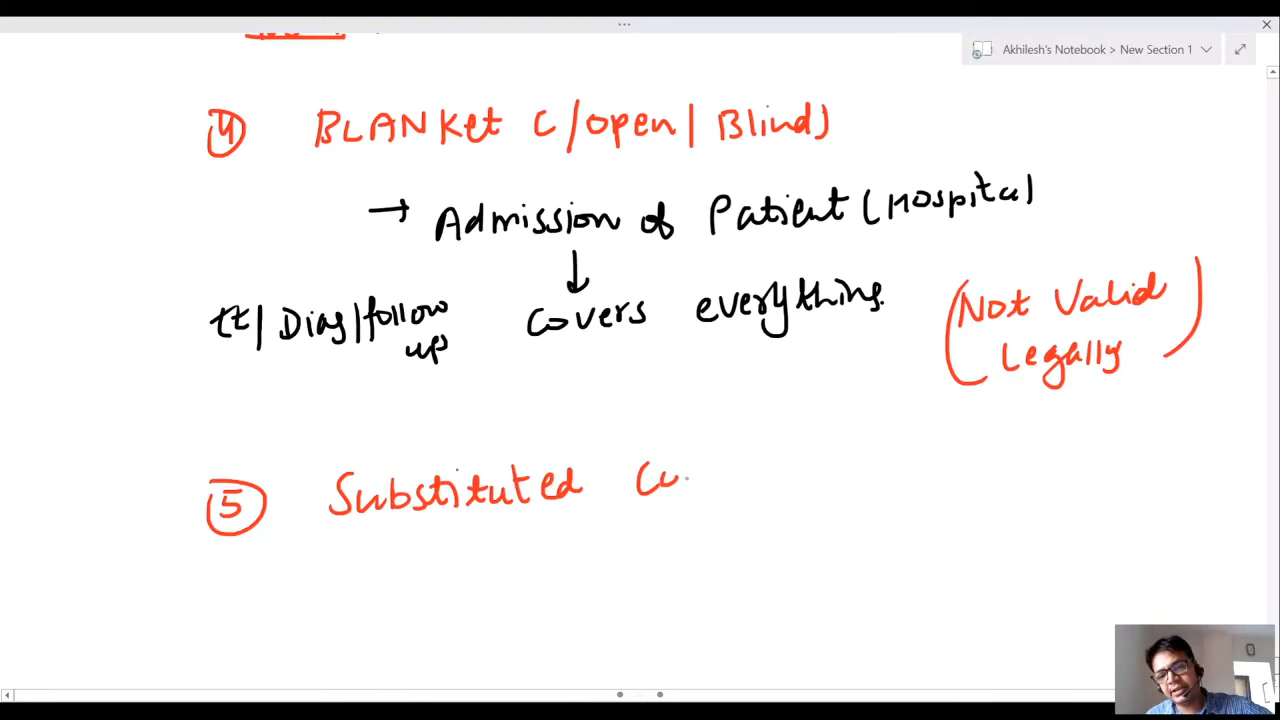 Akhilesh's Notebook > New Section 1
④ BLANKet C/open/Blind)
→ Admission of Patient (Hospital)
↓
tt/ Diag/follow up covers everything.
(Not Valid Legally)
⑤ Substituted Co